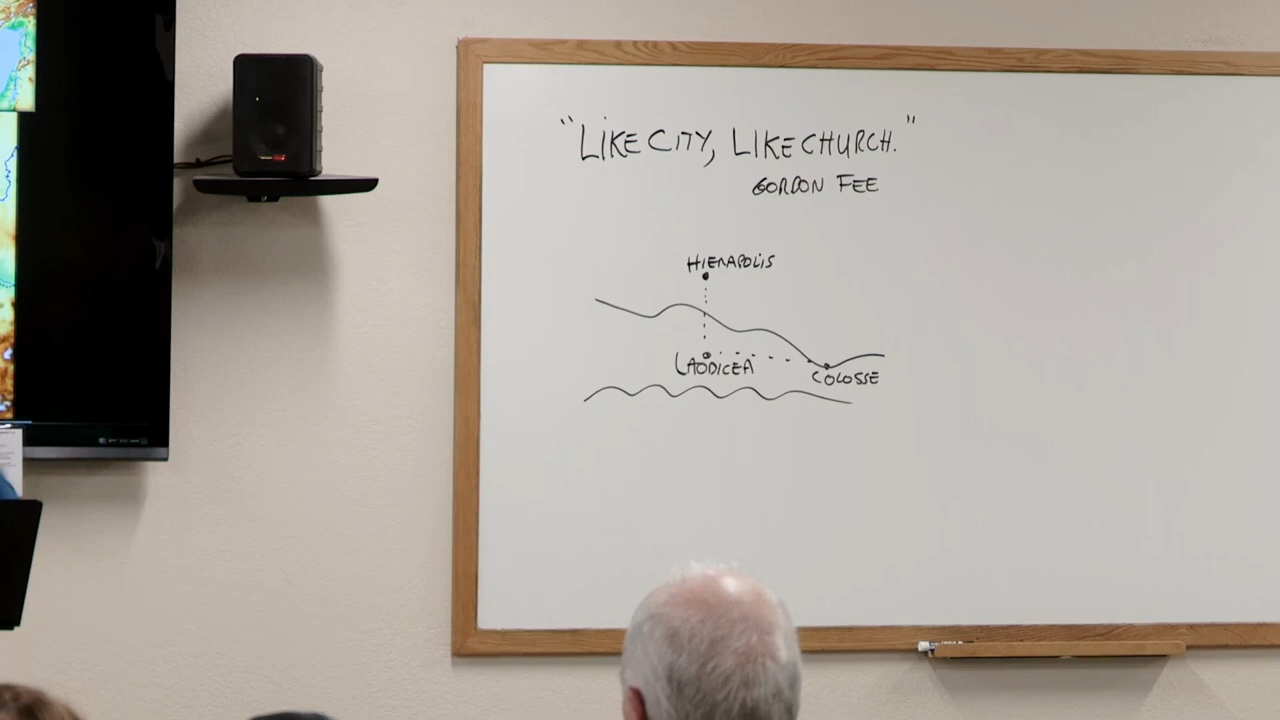 "LIKE CITY, LIKE CHURCH."
GORDON FEE
HIERAPOLIS
LAODICEA
COLOSSE